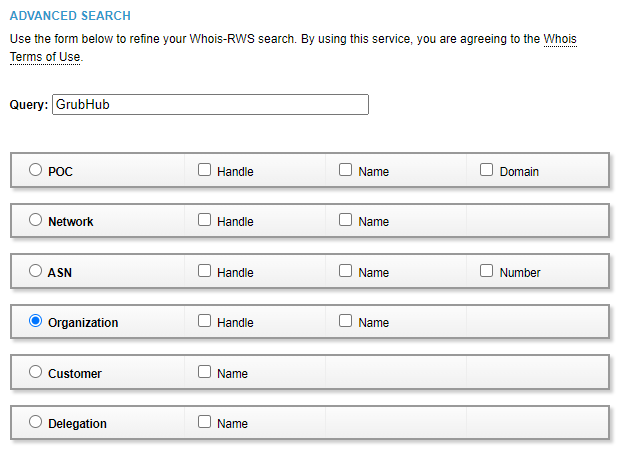 ADVANCED SEARCH
Use the form below to refine your Whois-RWS search. By using this service, you are agreeing to the Whois
Terms of Use.
Query: GrubHub
POC Handle Name Domain
Network Handle Name
ASN Handle Name Number
Organization Handle Name
Customer Name
Delegation Name